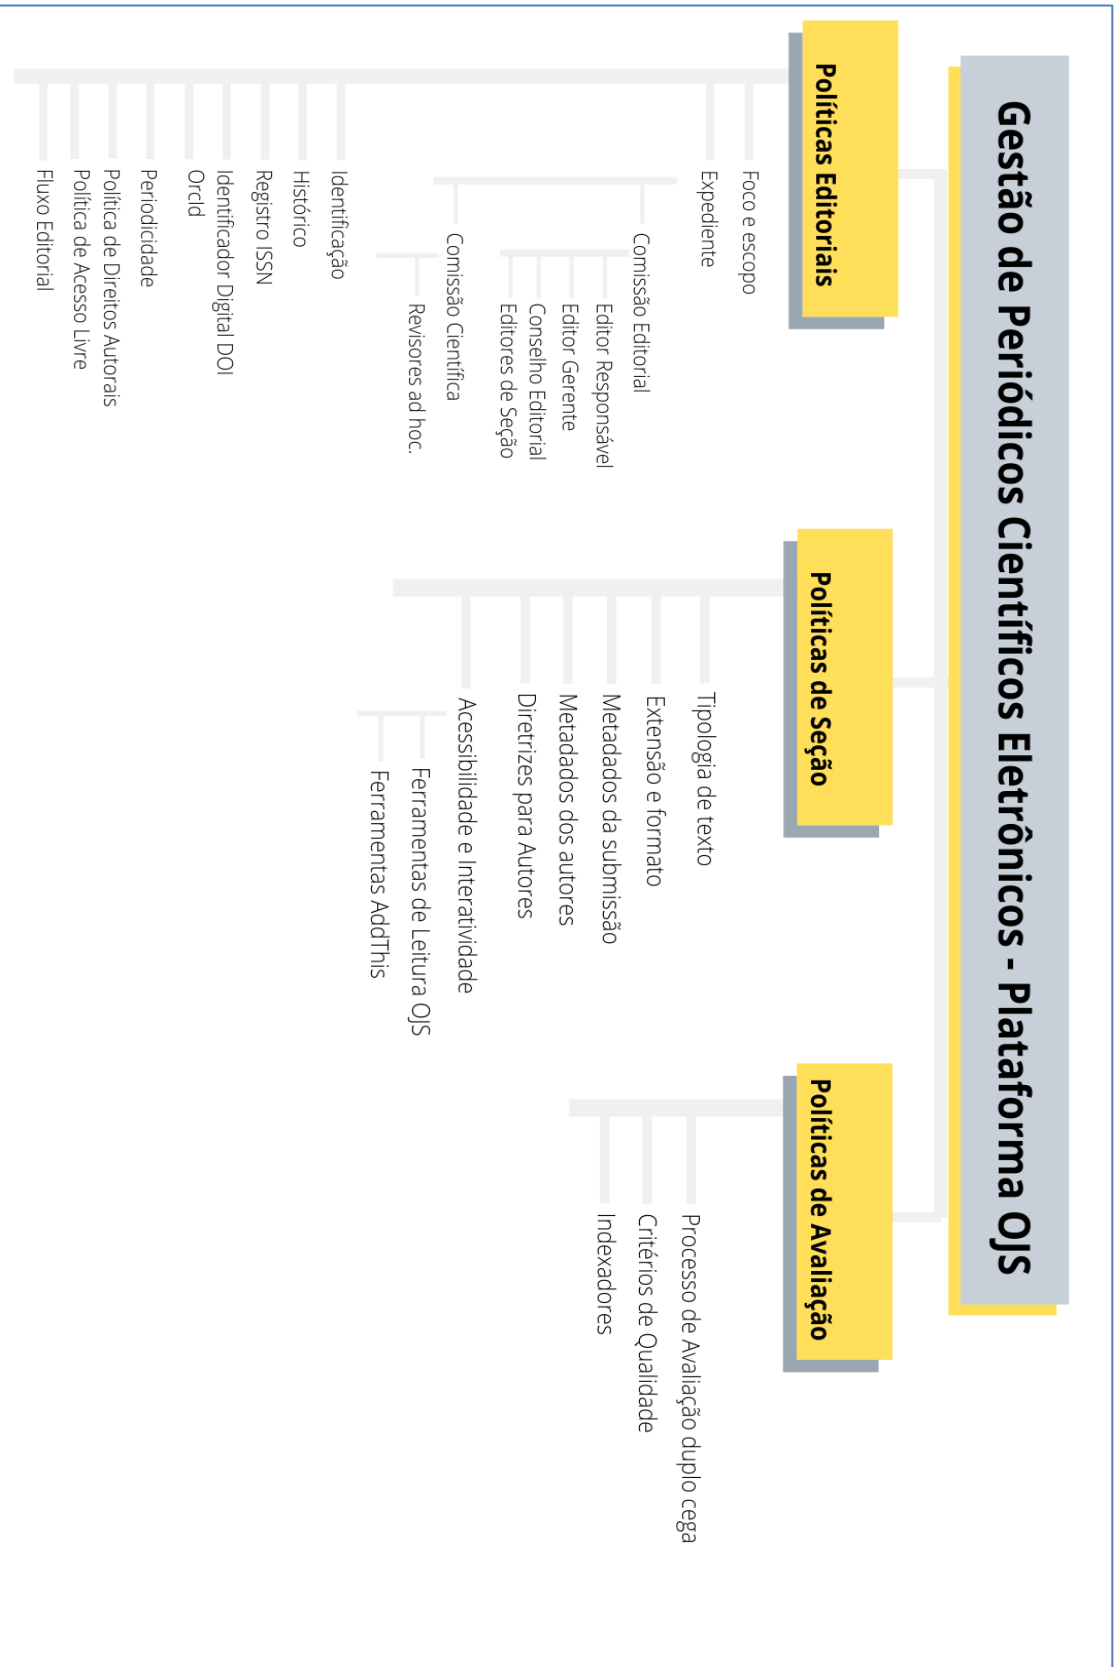 Gestão de Periódicos Científicos Eletrônicos - Plataforma OJS
Políticas Editoriais
Foco e escopo
Expediente
Comissão Editorial
Editor Responsável
Editor Gerente
Conselho Editorial
Editores de Seção
Comissão Científica
Revisores ad hoc.
Identificação
Histórico
Registro ISSN
Identificador Digital DOI
OrcId
Periodicidade
Política de Direitos Autorais
Política de Acesso Livre
Fluxo Editorial
Políticas de Seção
Tipologia de texto
Extensão e formato
Metadados da submissão
Metadados dos autores
Diretrizes para Autores
Acessibilidade e Interatividade
Ferramentas de Leitura OJS
Ferramentas AddThis
Políticas de Avaliação
Processo de Avaliação duplo cega
Critérios de Qualidade
Indexadores